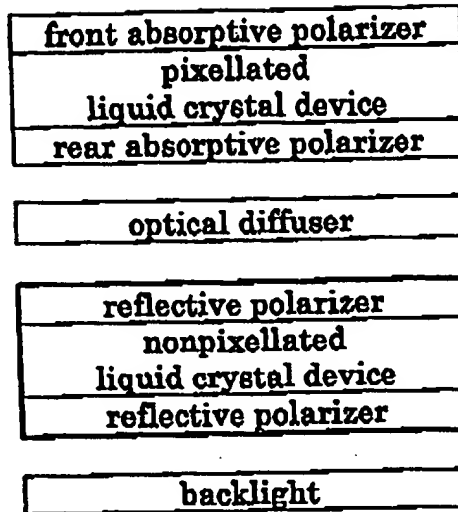 front absorptive polarizer
pixellated
liquid crystal device
rear absorptive polarizer
optical diffuser
reflective polarizer
nonpixellated
liquid crystal device
reflective polarizer
backlight